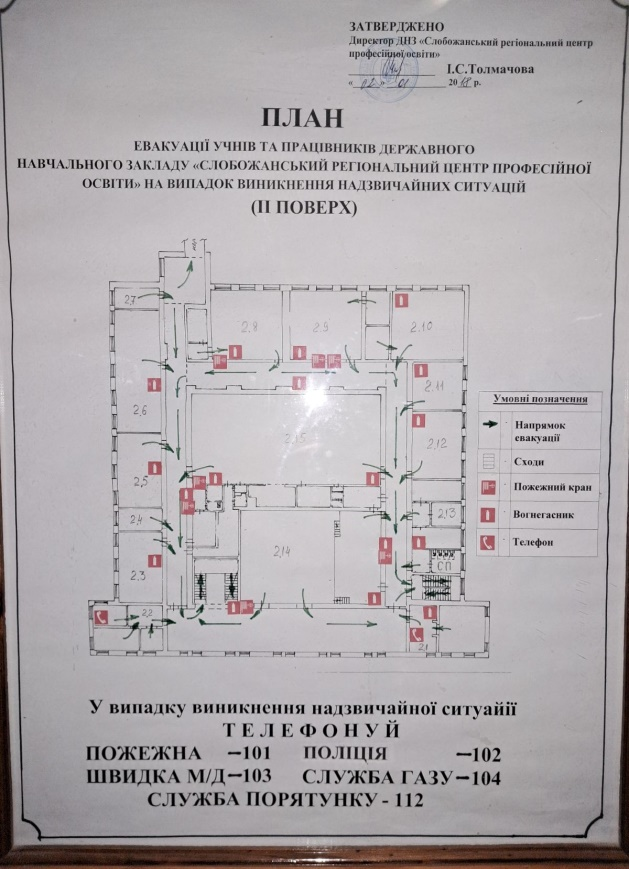 ЗАТВЕРДЖЕНО
Директор ДНЗ «Слобожанський регіональний центр
професійної освіти»
І.С.Толмачова
« 02 » 01 2018 р.
ПЛАН
ЕВАКУАЦІЇ УЧНІВ ТА ПРАЦІВНИКІВ ДЕРЖАВНОГО
НАВЧАЛЬНОГО ЗАКЛАДУ «СЛОБОЖАНСЬКИЙ РЕГІОНАЛЬНИЙ ЦЕНТР ПРОФЕСІЙНОЇ
ОСВІТИ» НА ВИПАДОК ВИНИКНЕННЯ НАДЗВИЧАЙНИХ СИТУАЦІЙ
(ІІ ПОВЕРХ)
2.7
2.8
2.9
2.10
2.11
2.6
2.15
2.12
2.5
2.13
2.4
2.14
СП
2.3
2.2
2.1
Умовні позначення
Напрямок
евакуації
Сходи
Пожежний кран
Вогнегасник
Телефон
У випадку виникнення надзвичайної ситуайії
ТЕЛЕФОНУЙ
ПОЖЕЖНА –101 ПОЛІЦІЯ –102
ШВИДКА М/Д–103 СЛУЖБА ГАЗУ–104
СЛУЖБА ПОРЯТУНКУ - 112